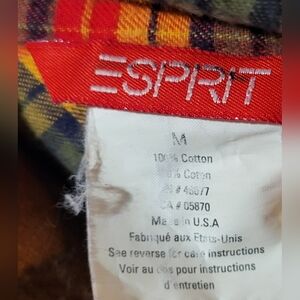 ESPRIT
M
100% Cotton
% Coton
# 45677
CA # 05870
Made in U.S.A
Fabriqué aux Etats-Unis
See reverse for care instructions
Voir au dos pour instructions
d entretien